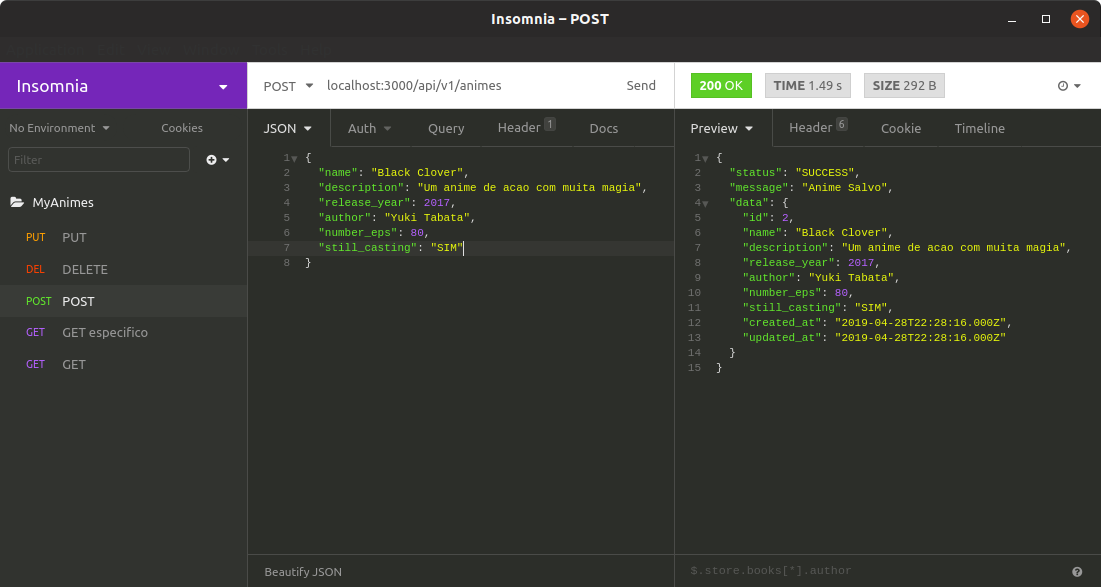 Insomnia – POST
Insomnia
No Environment
Cookies
Filter
MyAnimes
PUT PUT
DEL DELETE
POST POST
GET GET especifico
GET GET
POST localhost:3000/api/v1/animes Send
JSON Auth Query Header 1 Docs
1 {
2 "name": "Black Clover",
3 "description": "Um anime de acao com muita magia",
4 "release_year": 2017,
5 "author": "Yuki Tabata",
6 "number_eps": 80,
7 "still_casting": "SIM"
8 }
Beautify JSON
200 OK TIME 1.49 s SIZE 292 B
Preview Header 6 Cookie Timeline
1 {
2 "status": "SUCCESS",
3 "message": "Anime Salvo",
4 "data": {
5 "id": 2,
6 "name": "Black Clover",
7 "description": "Um anime de acao com muita magia",
8 "release_year": 2017,
9 "author": "Yuki Tabata",
10 "number_eps": 80,
11 "still_casting": "SIM",
12 "created_at": "2019-04-28T22:28:16.000Z",
13 "updated_at": "2019-04-28T22:28:16.000Z"
14 }
15 }
$.store.books[*].author